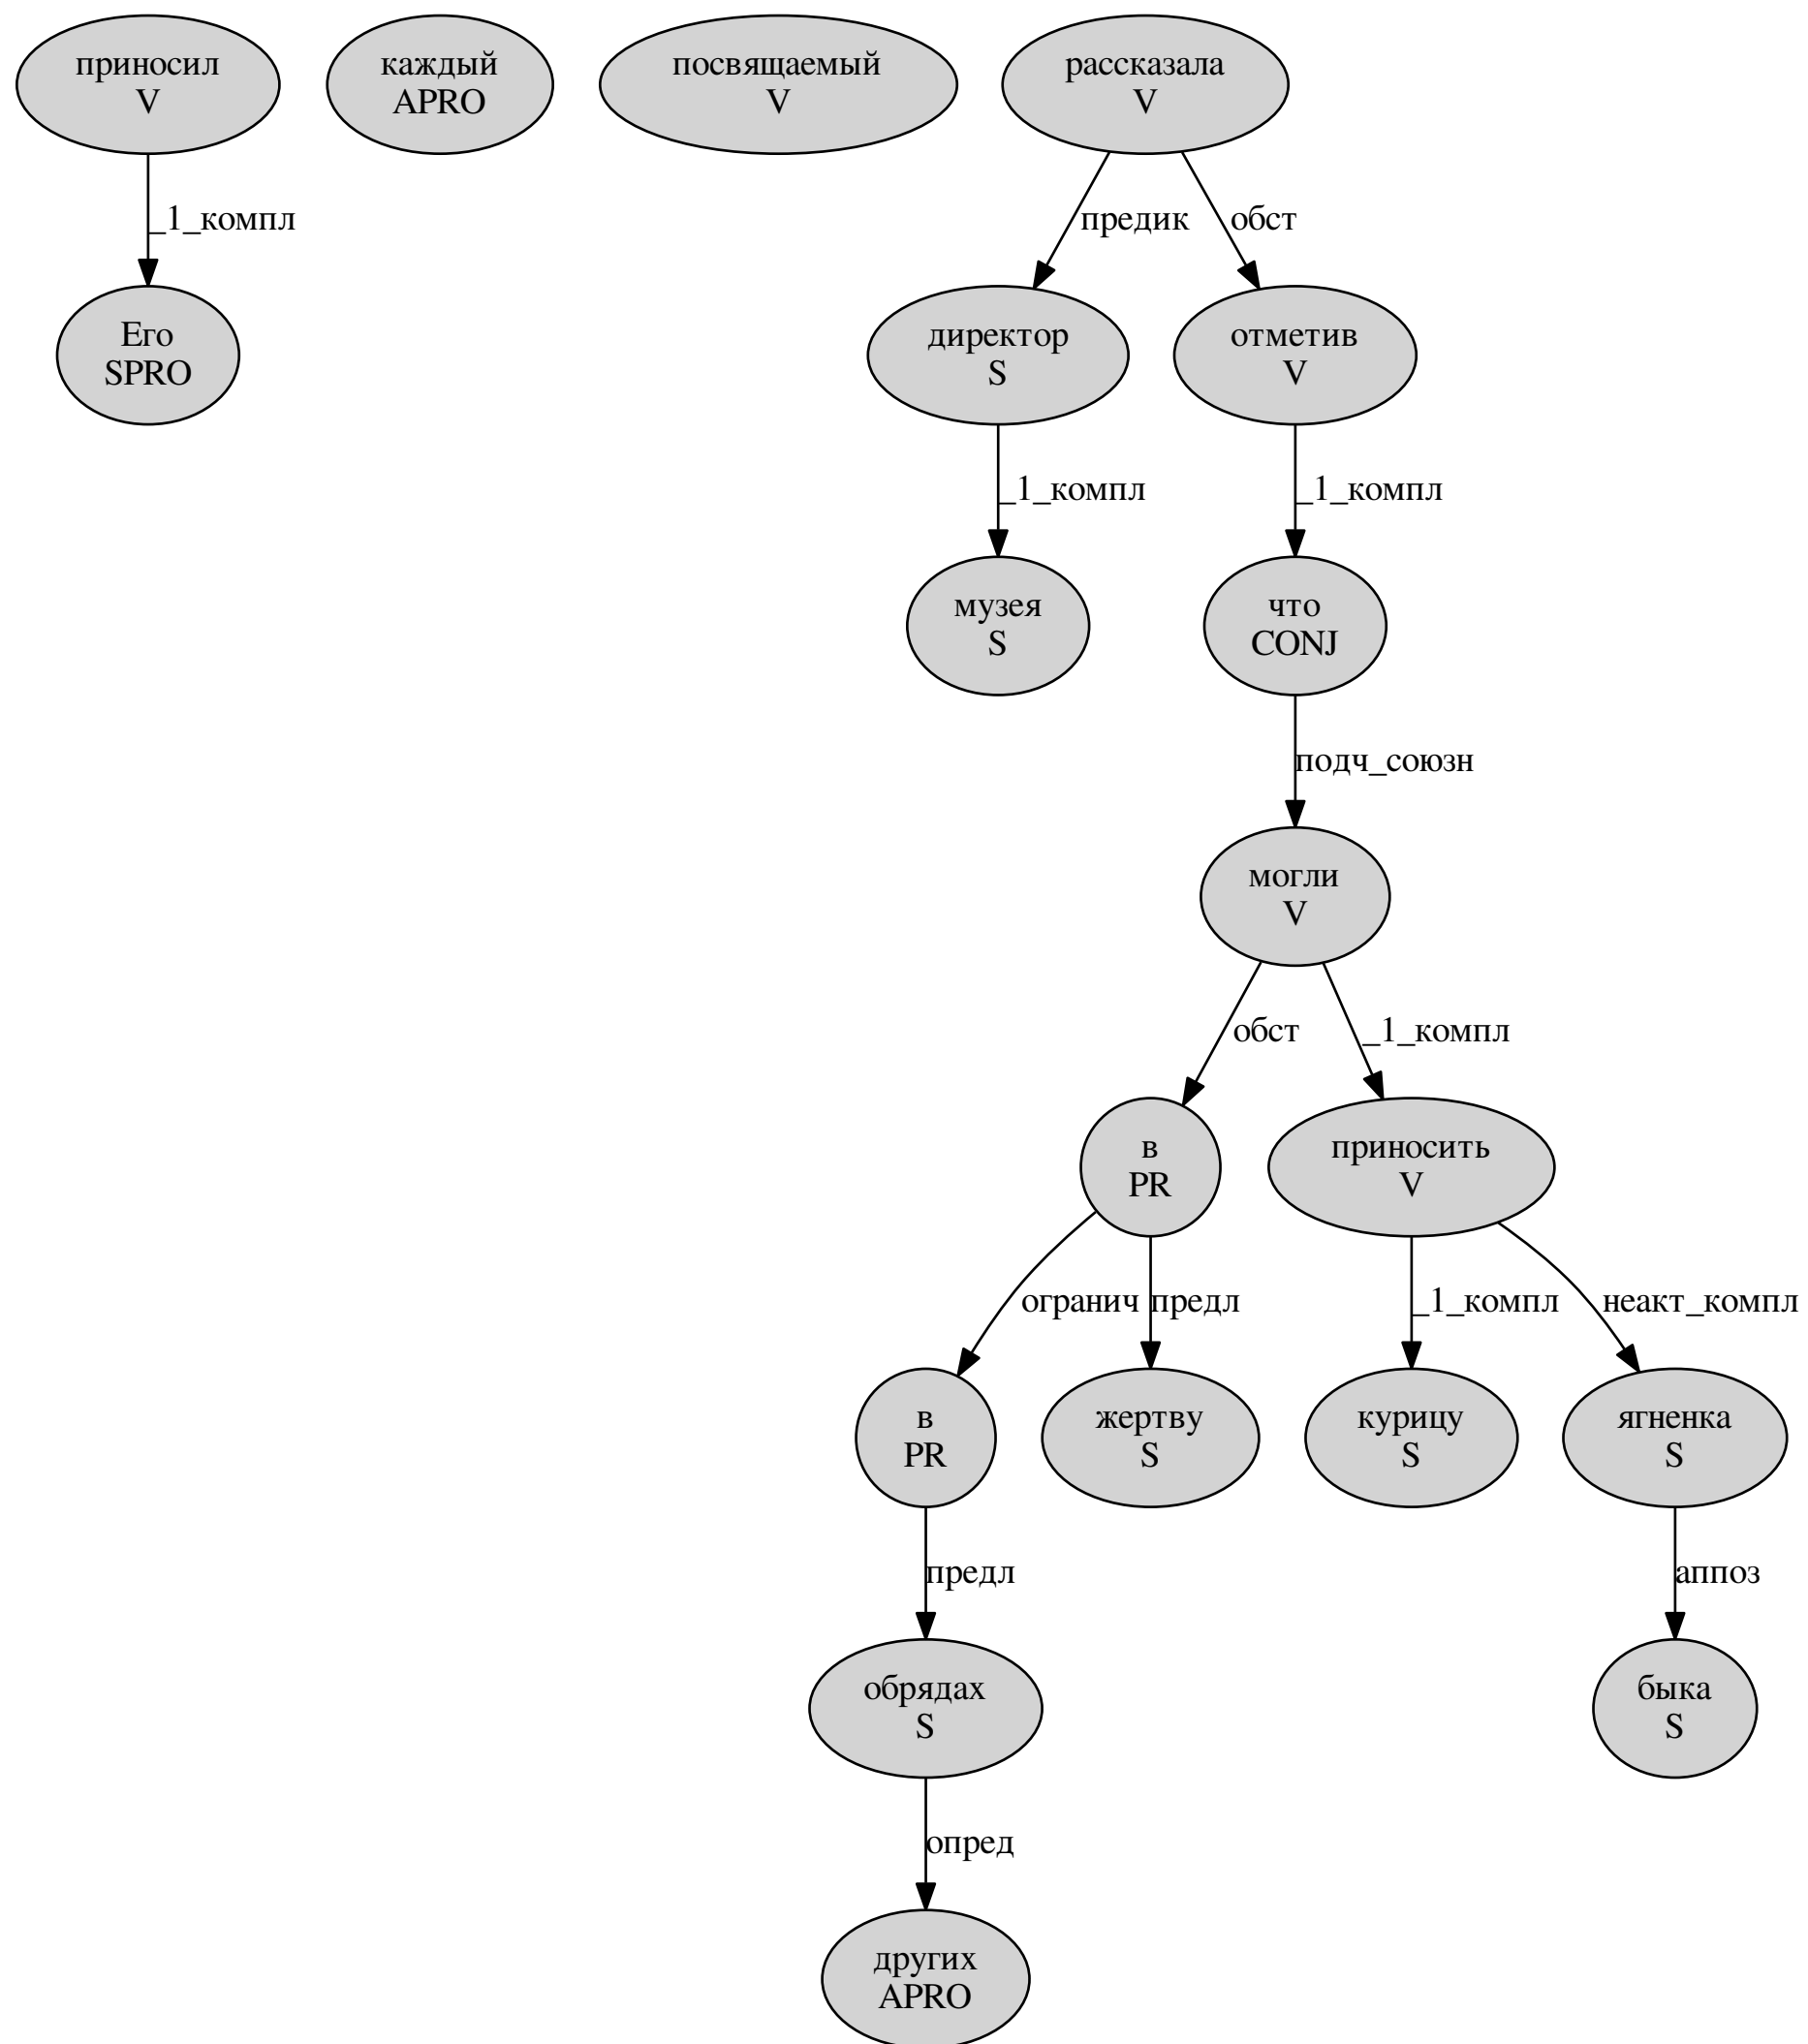 приносил
V
каждый
APRO
посвящаемый
V
рассказала
V
_1_компл
предик
обст
Его
SPRO
директор
S
отметив
V
_1_компл
_1_компл
музея
S
что
CONJ
подч_союзн
могли
V
обст
_1_компл
в
PR
приносить
V
огранич
предл
_1_компл
неакт_компл
в
PR
жертву
S
курицу
S
ягненка
S
предл
аппоз
обрядах
S
быка
S
опред
других
APRO